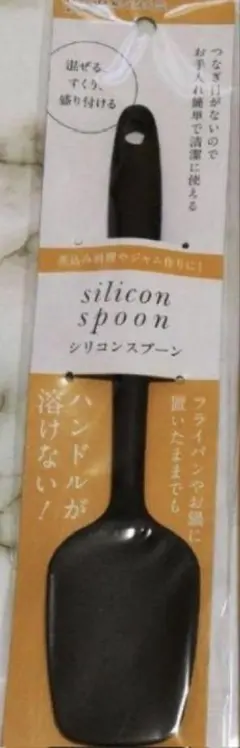 つなぎ目がないので
お手入れ簡単で清潔に使える
混ぜる、
すくう、
盛り付ける
煮込み料理やジャム作りに！
silicon
spoon
シリコンスプーン
フライパンやお鍋に
置いたままでも
ハンドルが
溶けない！